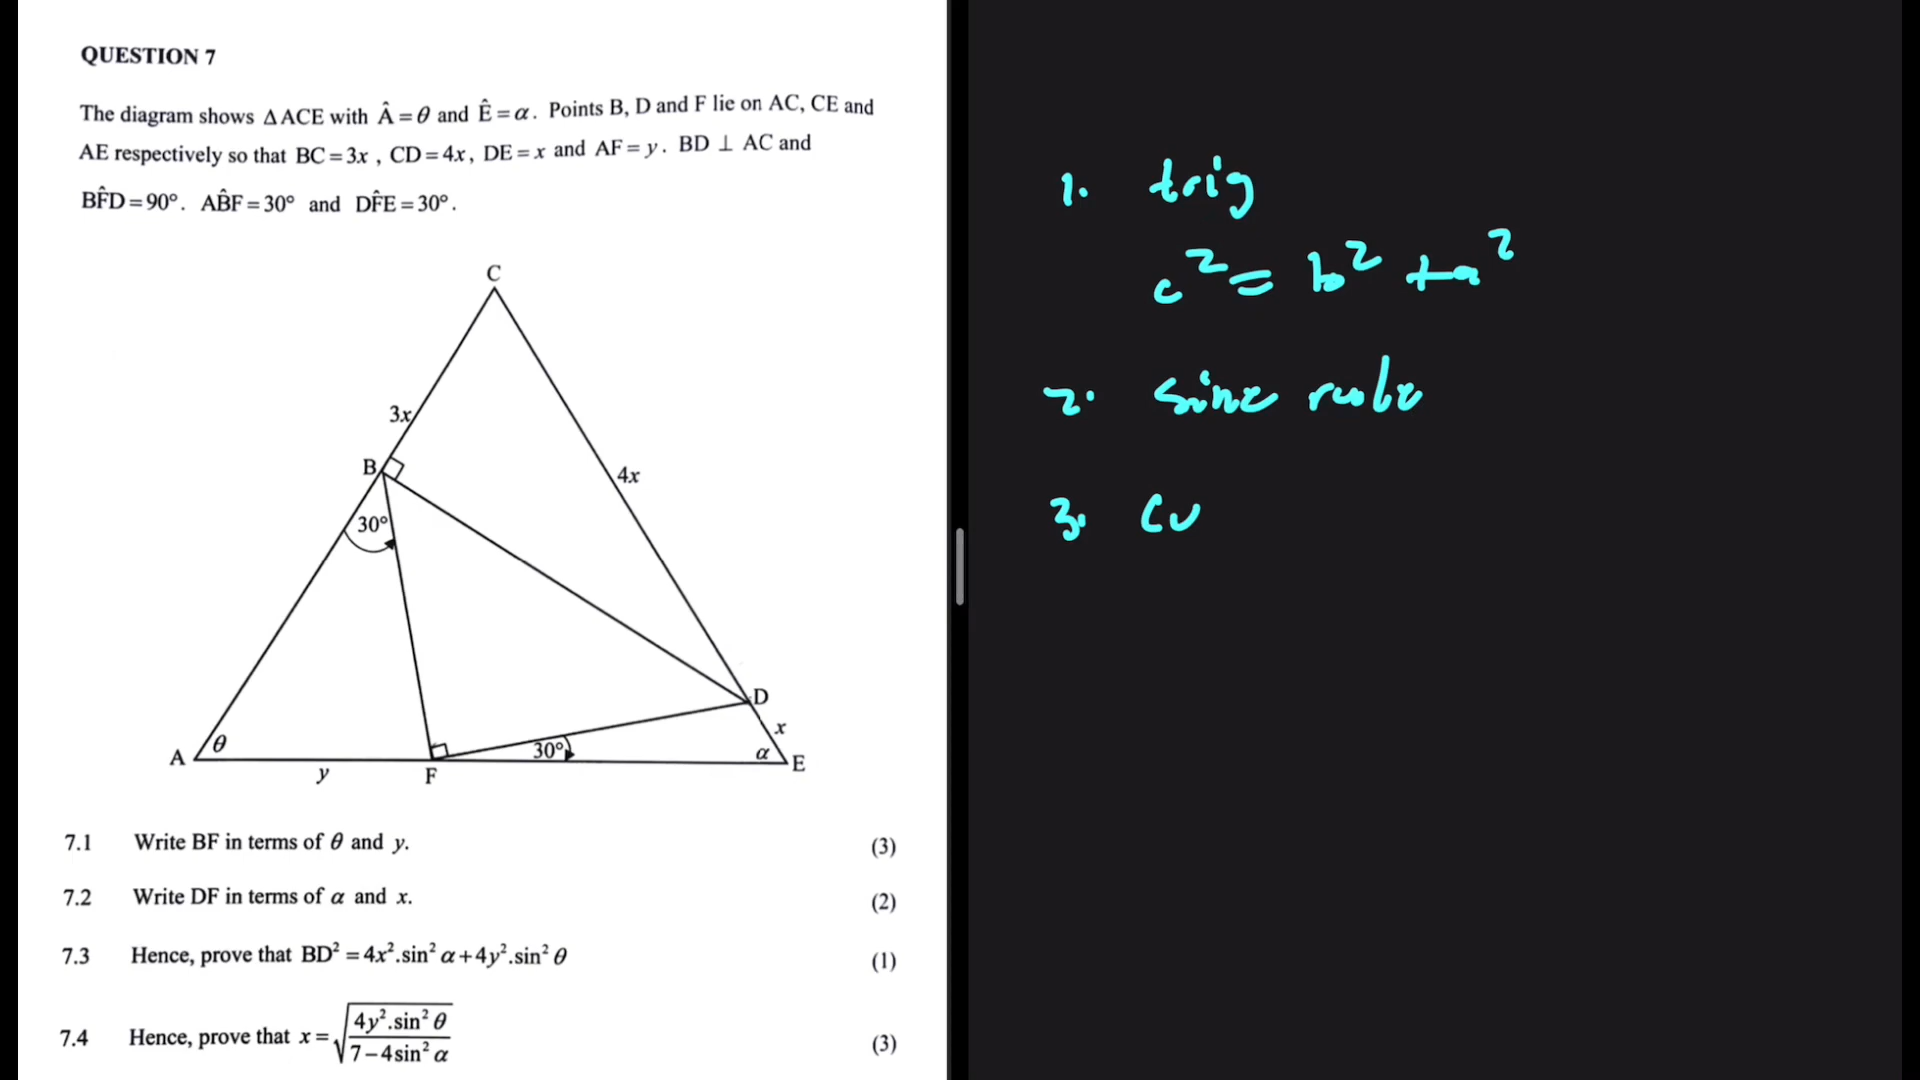 QUESTION 7
The diagram shows ΔACE with Â = θ and Ê = α. Points B, D and F lie on AC, CE and
AE respectively so that BC = 3x, CD = 4x, DE = x and AF = y. BD ⊥ AC and
BF̂D = 90°. AB̂F = 30° and DF̂E = 30°.
C
3x
B
4x
30°
D
x
A
θ
30°
α
E
y
F
7.1 Write BF in terms of θ and y. (3)
7.2 Write DF in terms of α and x. (2)
7.3 Hence, prove that BD² = 4x².sin² α + 4y².sin² θ (1)
7.4 Hence, prove that x = √(4y².sin² θ / 7 – 4sin² α) (3)
1. trig
c² = b² + a²
2. sine rule
3. Co